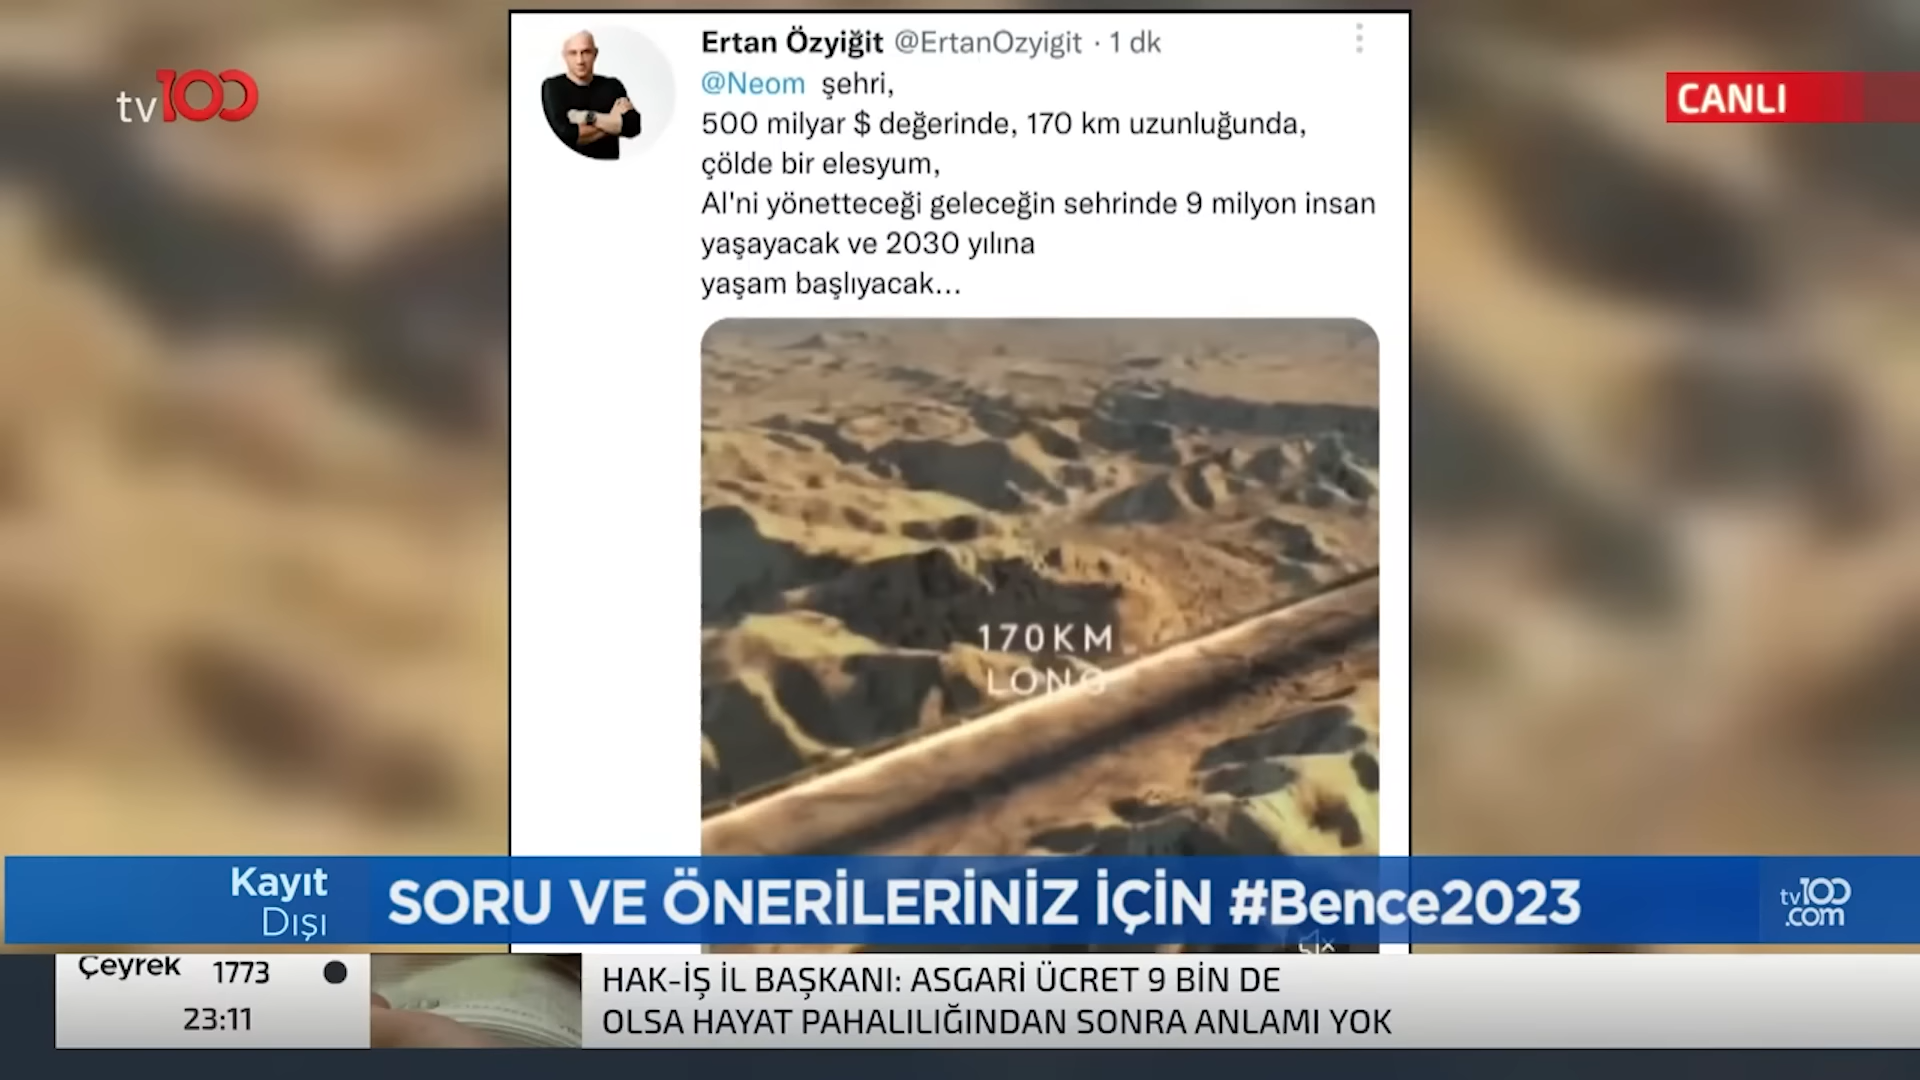 tv100
CANLI
Ertan Özyiğit @ErtanOzyigit · 1 dk
@Neom şehri,
500 milyar $ değerinde, 170 km uzunluğunda,
çölde bir elesyum,
AI'ni yönetteceği geleceğin sehrinde 9 milyon insan
yaşayacak ve 2030 yılına
yaşam başlıyacak...
170KM
LONG
Kayıt
Dışı
SORU VE ÖNERİLERİNİZ İÇİN #Bence2023
tv100
.com
Çeyrek 1773
23:11
HAK-İŞ İL BAŞKANI: ASGARİ ÜCRET 9 BİN DE
OLSA HAYAT PAHALILIĞINDAN SONRA ANLAMI YOK